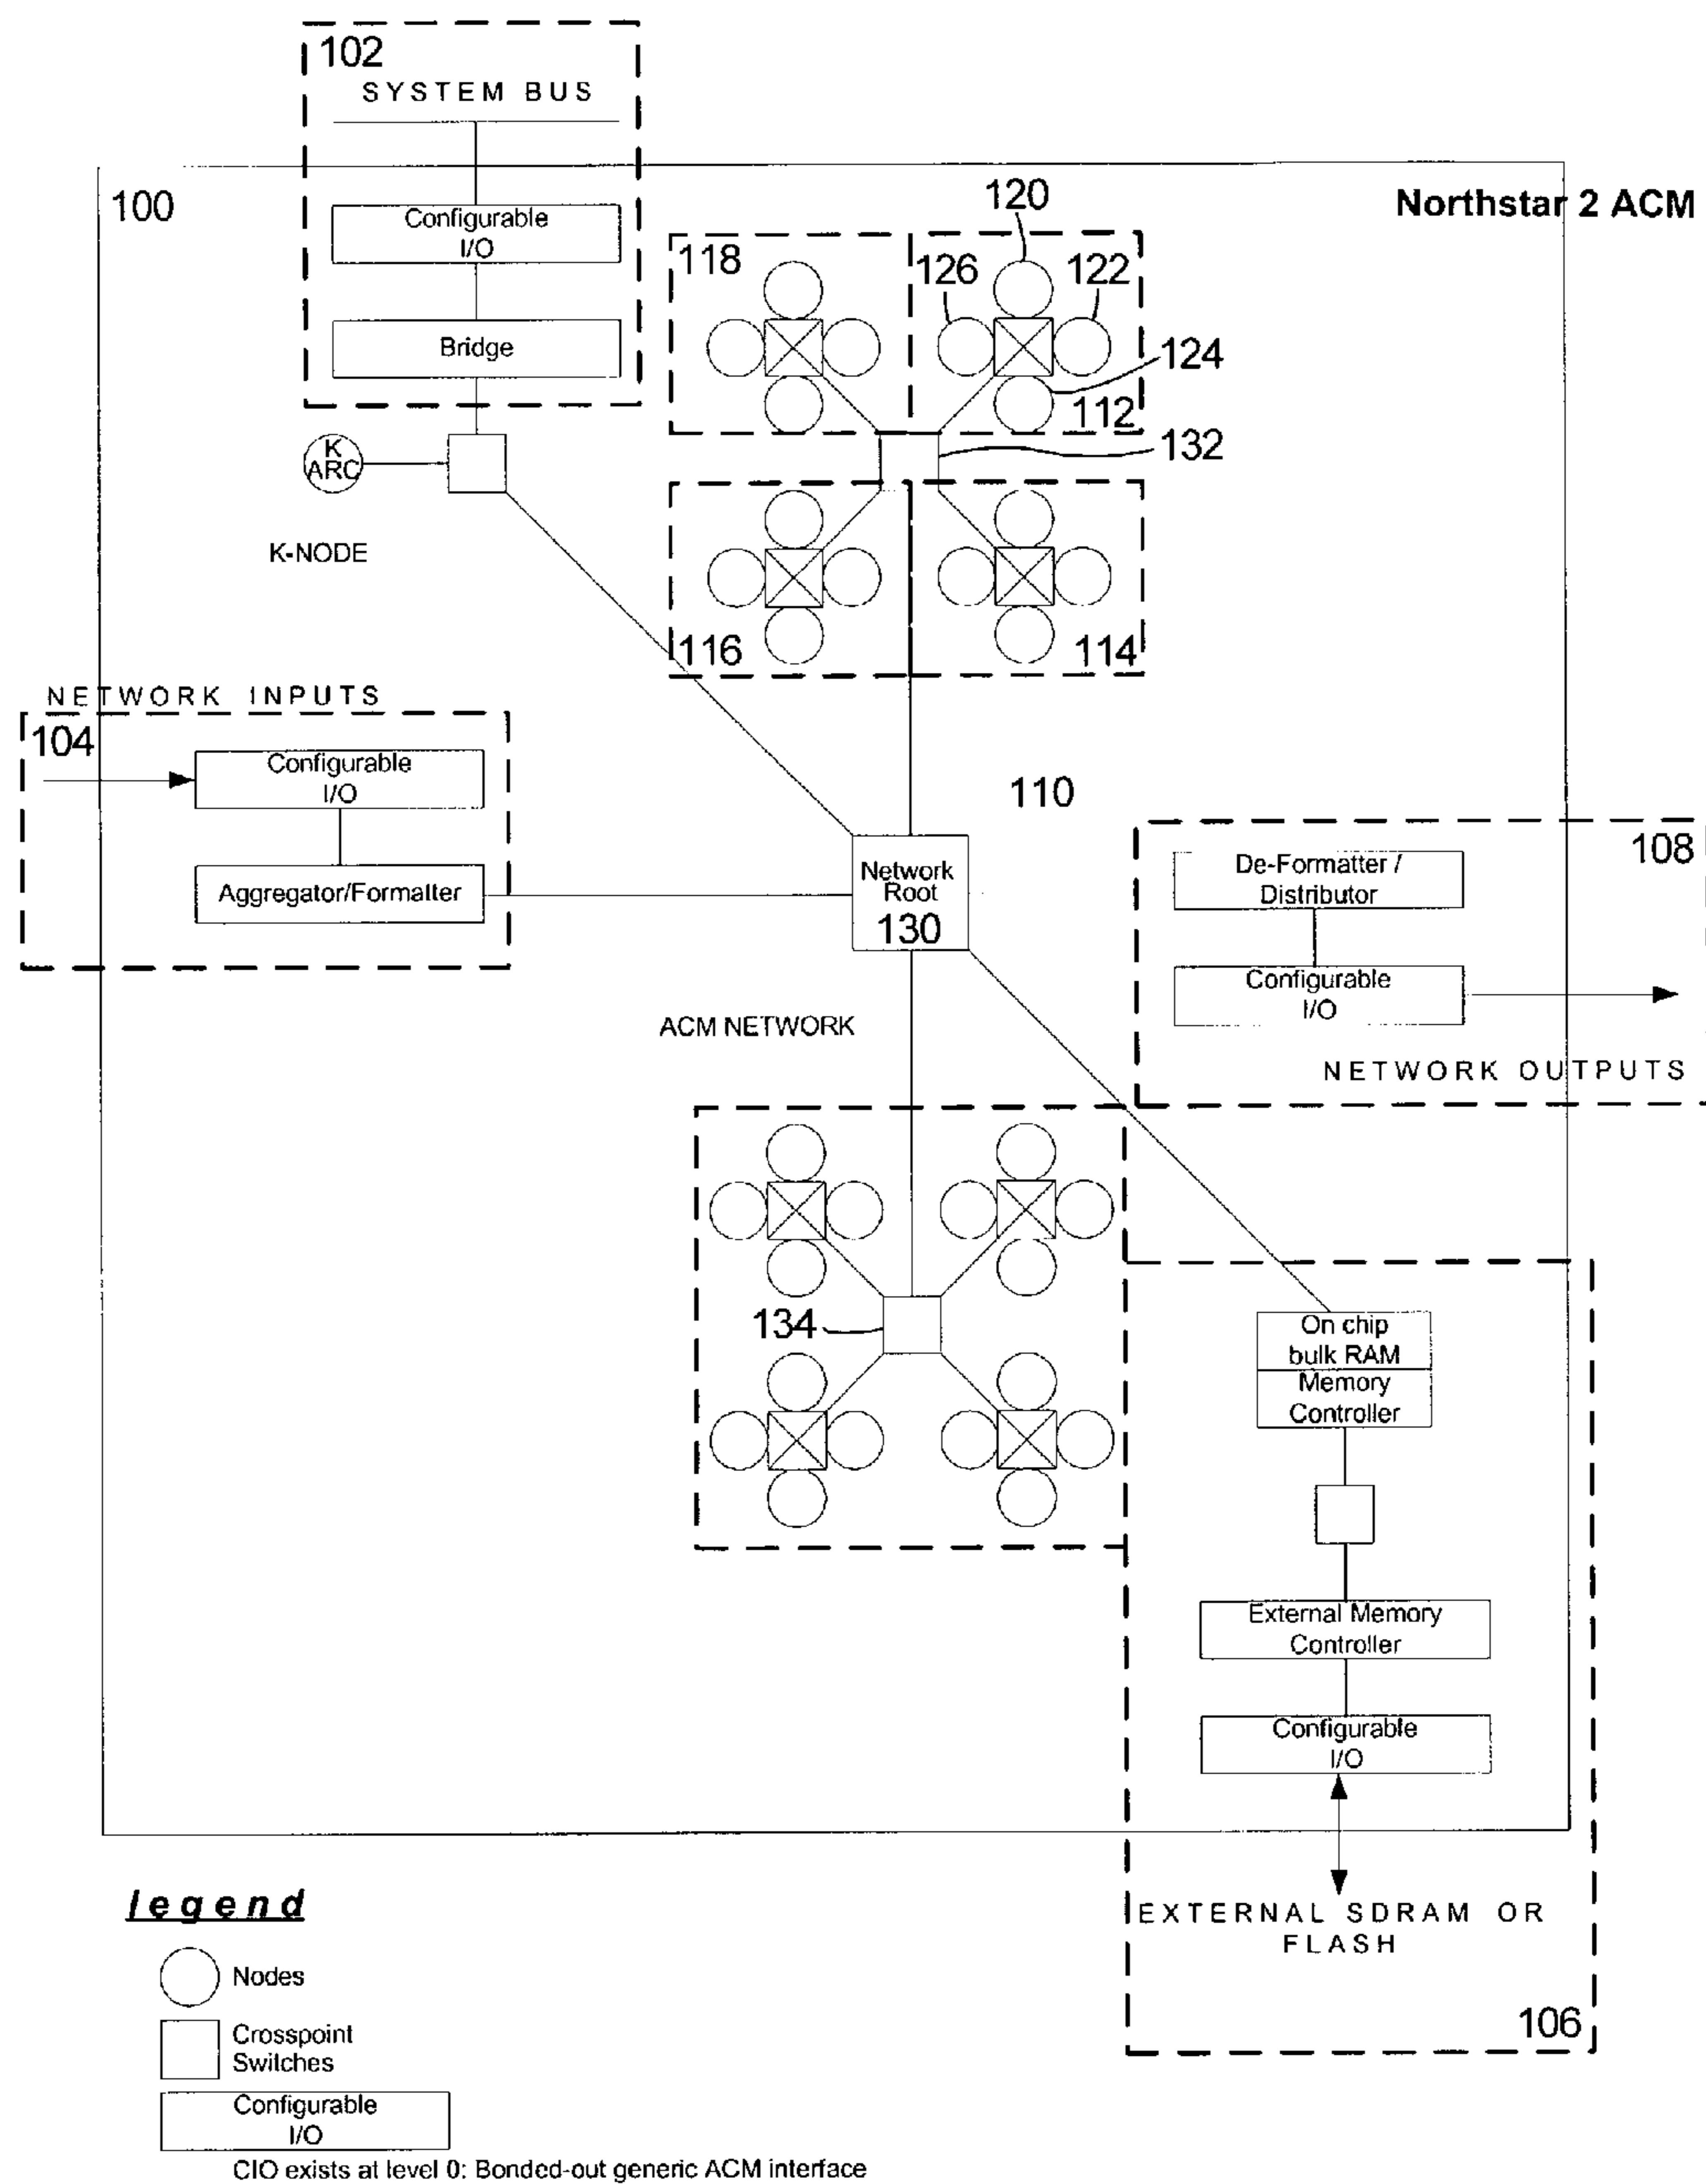 102
SYSTEM BUS
100
Configurable
I/O
Bridge
Northstar 2 ACM
120
118
126
122
124
112
132
K
ARC
K-NODE
116
114
NETWORK INPUTS
104
Configurable
I/O
Aggregator/Formatter
110
Network
Root
130
108
De-Formatter /
Distributor
Configurable
I/O
NETWORK OUTPUTS
ACM NETWORK
134
On chip
bulk RAM
Memory
Controller
External Memory
Controller
Configurable
I/O
EXTERNAL SDRAM OR
FLASH
106
legend
Nodes
Crosspoint
Switches
Configurable
I/O
CIO exists at level 0: Bonded-out generic ACM interface